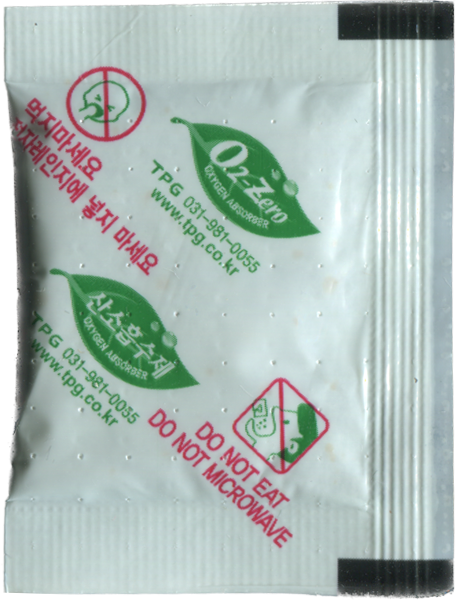 먹지마세요
전자레인지에 넣지 마세요
O2-Zero
OXYGEN ABSORBER
TPG 031-981-0055
www.tpg.co.kr
산소흡수제
OXYGEN ABSORBER
TPG 031-981-0055
www.tpg.co.kr
DO NOT EAT
DO NOT MICROWAVE